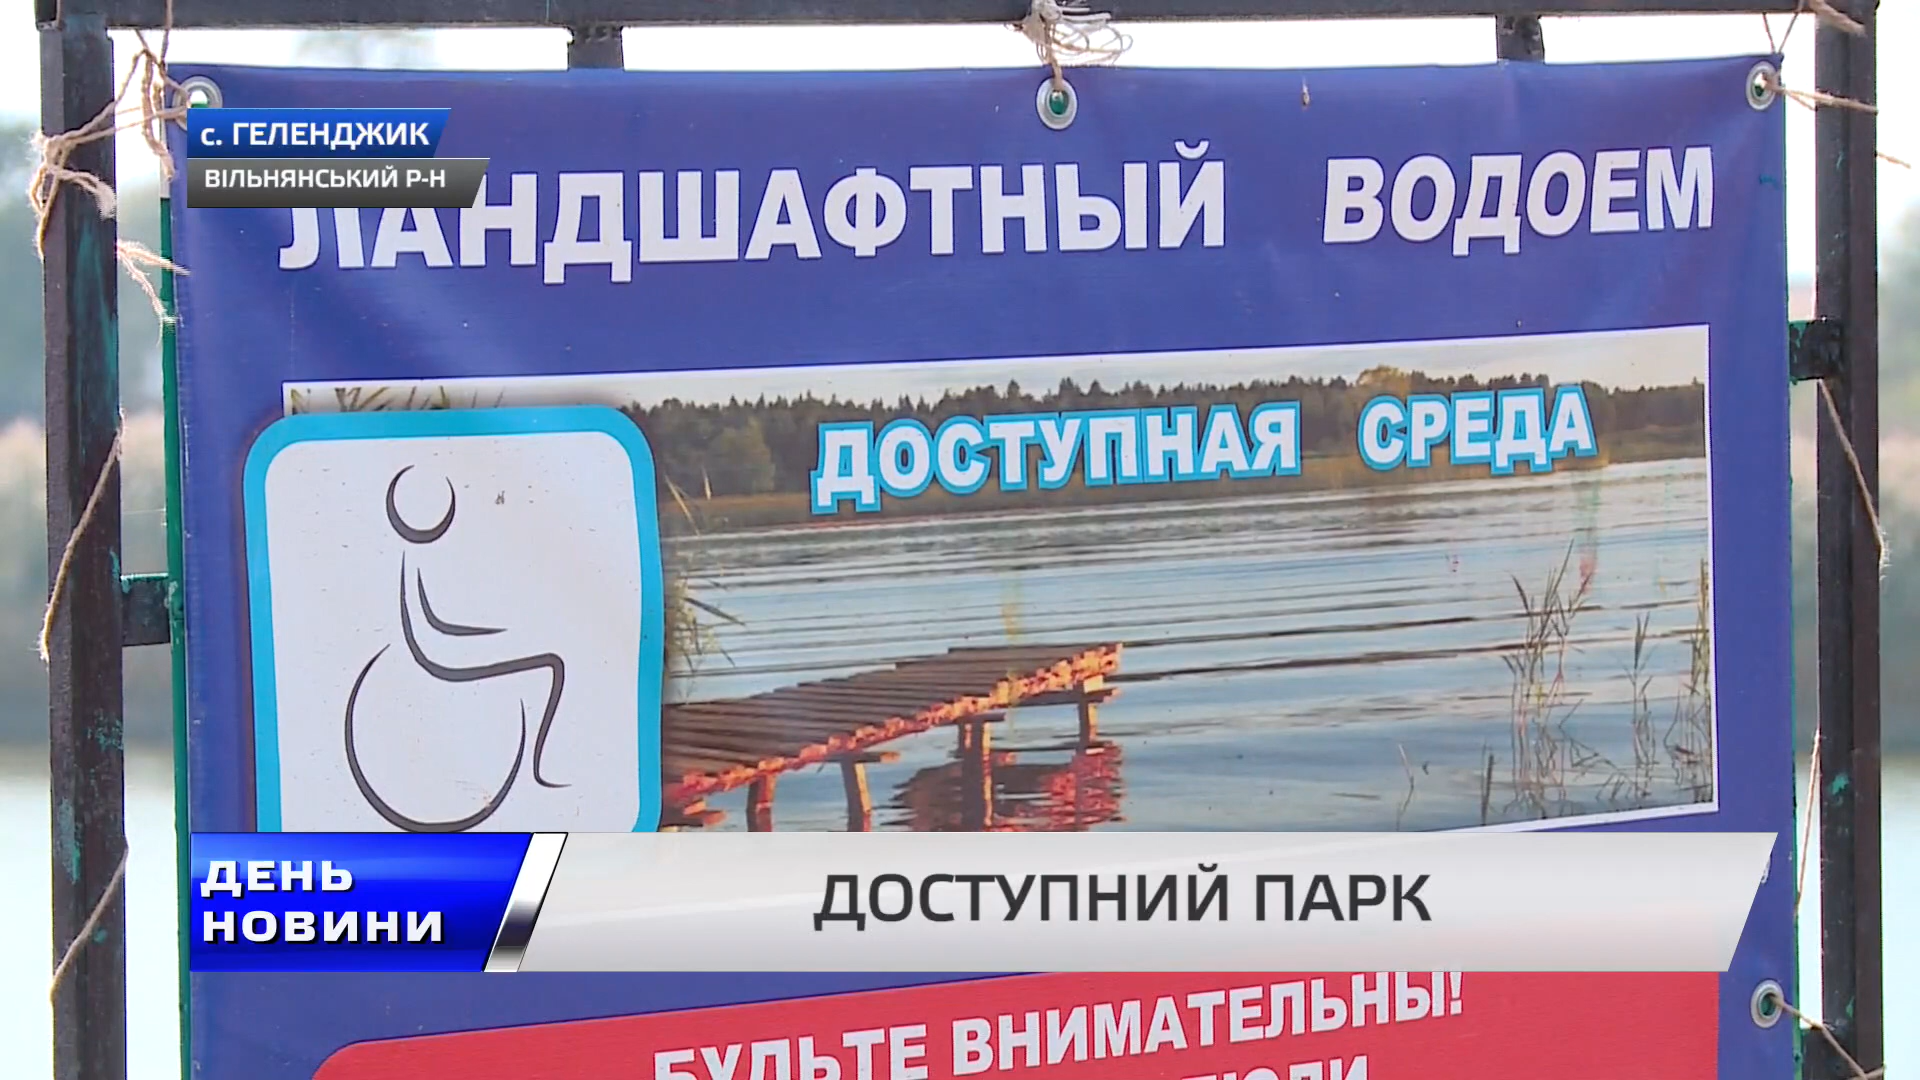 с. ГЕЛЕНДЖИК
ВІЛЬНЯНСЬКИЙ Р-Н
ЛАНДШАФТНЫЙ ВОДОЕМ
ДОСТУПНАЯ СРЕДА
ДЕНЬ
НОВИНИ
ДОСТУПНИЙ ПАРК
БУДЬТЕ ВНИМАТЕЛЬНЫ!